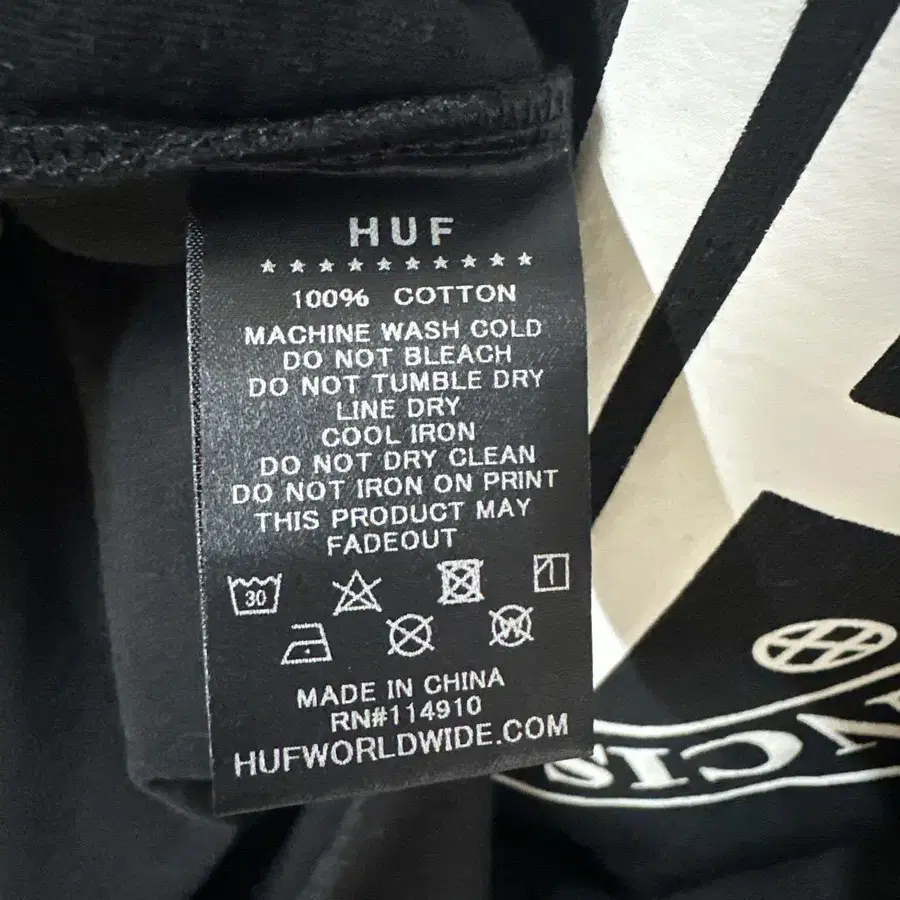 HUF
★★★★★★★★★★
100% COTTON
MACHINE WASH COLD
DO NOT BLEACH
DO NOT TUMBLE DRY
LINE DRY
COOL IRON
DO NOT DRY CLEAN
DO NOT IRON ON PRINT
THIS PRODUCT MAY
FADEOUT
30
W
MADE IN CHINA
RN#114910
HUFWORLDWIDE.COM
NCIS